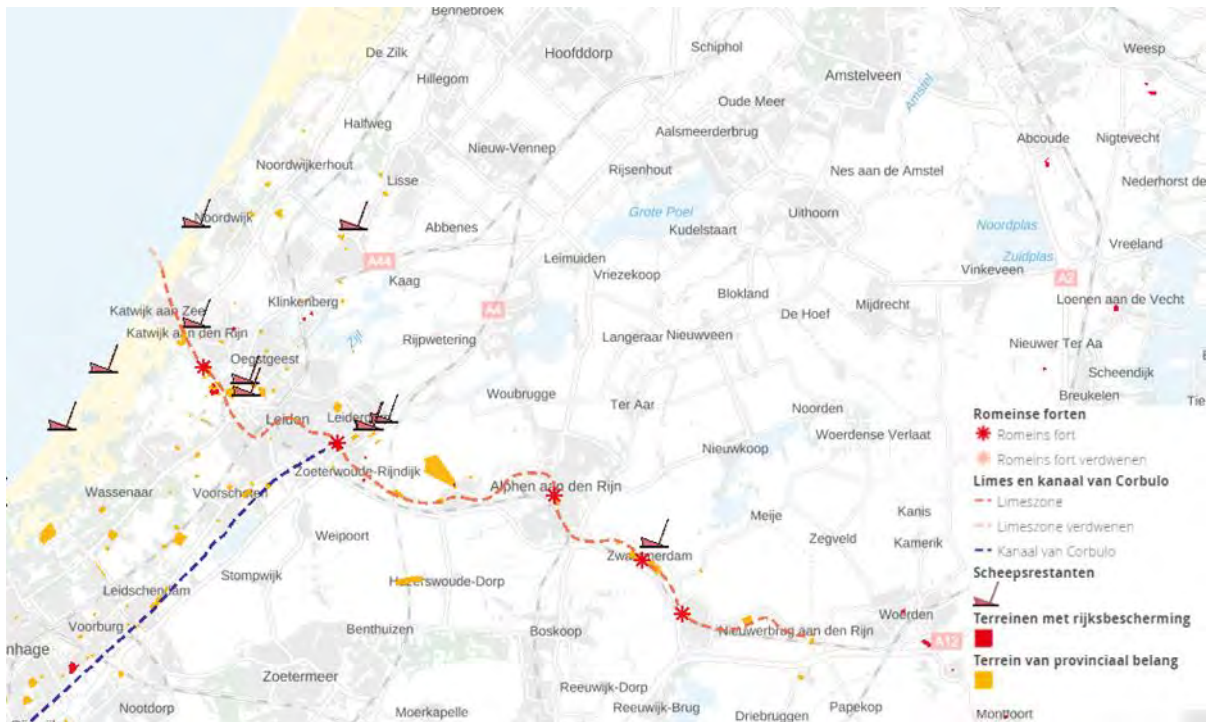 Bennebroek
De Zilk
Hoofddorp
Schiphol
Weesp
Hillegom
Amstelveen
Amstel
Oude Meer
Halfweg
Aalsmeerderbrug
Abcoude
Nigtevecht
Nieuw-Vennep
Noordwijkerhout
Rijsenhout
Nes aan de Amstel
Lisse
Nederhorst de
Noordwijk
Abbenes
Grote Poel
Kudelstaart
Uithoorn
Noordplas
Vreeland
Leimuiden
Zuidplas
A44
Kaag
Vriezekoop
Vinkeveen
A2
Klinkenberg
Blokland
Loenen aan de Vecht
Katwijk aan Zee
A4
De Hoef
Mijdrecht
Katwijk aan den Rijn
Zijl
Rijpwetering
Langeraar
Nieuwveen
Nieuwer Ter Aa
Oegstgeest
Scheendijk
Woubrugge
Breukelen
Tie
Ter Aar
Noorden
Leiden
Leiderdorp
Woerdense Verlaat
Nieuwkoop
Zoeterwoude-Rijndijk
Wassenaar
Voorschoten
Alphen aan den Rijn
Meije
Kanis
Weipoort
Zegveld
Kamerik
Zwammerdam
Stompwijk
Hazerswoude-Dorp
Leidschendam
Woerden
Voorburg
Benthuizen
Boskoop
Nieuwerbrug aan den Rijn
A12
nhage
Zoetermeer
Reeuwijk-Dorp
Nootdorp
Moerkapelle
Reeuwijk-Brug
Driebruggen
Papekop
Montfoort
Romeinse forten
Romeins fort
Romeins fort verdwenen
Limes en kanaal van Corbulo
Limeszone
Limeszone verdwenen
Kanaal van Corbulo
Scheepsrestanten
Terreinen met rijksbescherming
Terrein van provinciaal belang